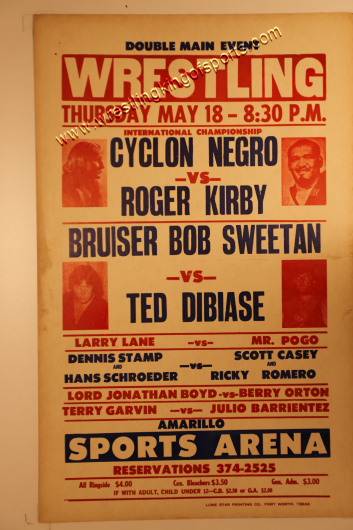 DOUBLE MAIN EVENT
WRESTLING
THURSDAY MAY 18 - 8:30 P.M.
www.wrestlingkingofsports.com
INTERNATIONAL CHAMPIONSHIP
CYCLON NEGRO
-VS-
ROGER KIRBY
BRUISER BOB SWEETAN
-VS-
TED DIBIASE
LARRY LANE -vs- MR. POGO
DENNIS STAMP AND HANS SCHROEDER -vs- SCOTT CASEY AND RICKY ROMERO
LORD JONATHAN BOYD -vs- BERRY ORTON
TERRY GARVIN -vs- JULIO BARRIENTEZ
AMARILLO
SPORTS ARENA
RESERVATIONS 374-2525
All Ringside $4.00 Cen. Bleachers $3.50 Gen. Adm. $3.00
IF WITH ADULT, CHILD UNDER 12-C.B. $2.50 or G.A. $2.00
LONE STAR PRINTING CO., FORT WORTH, TEXAS